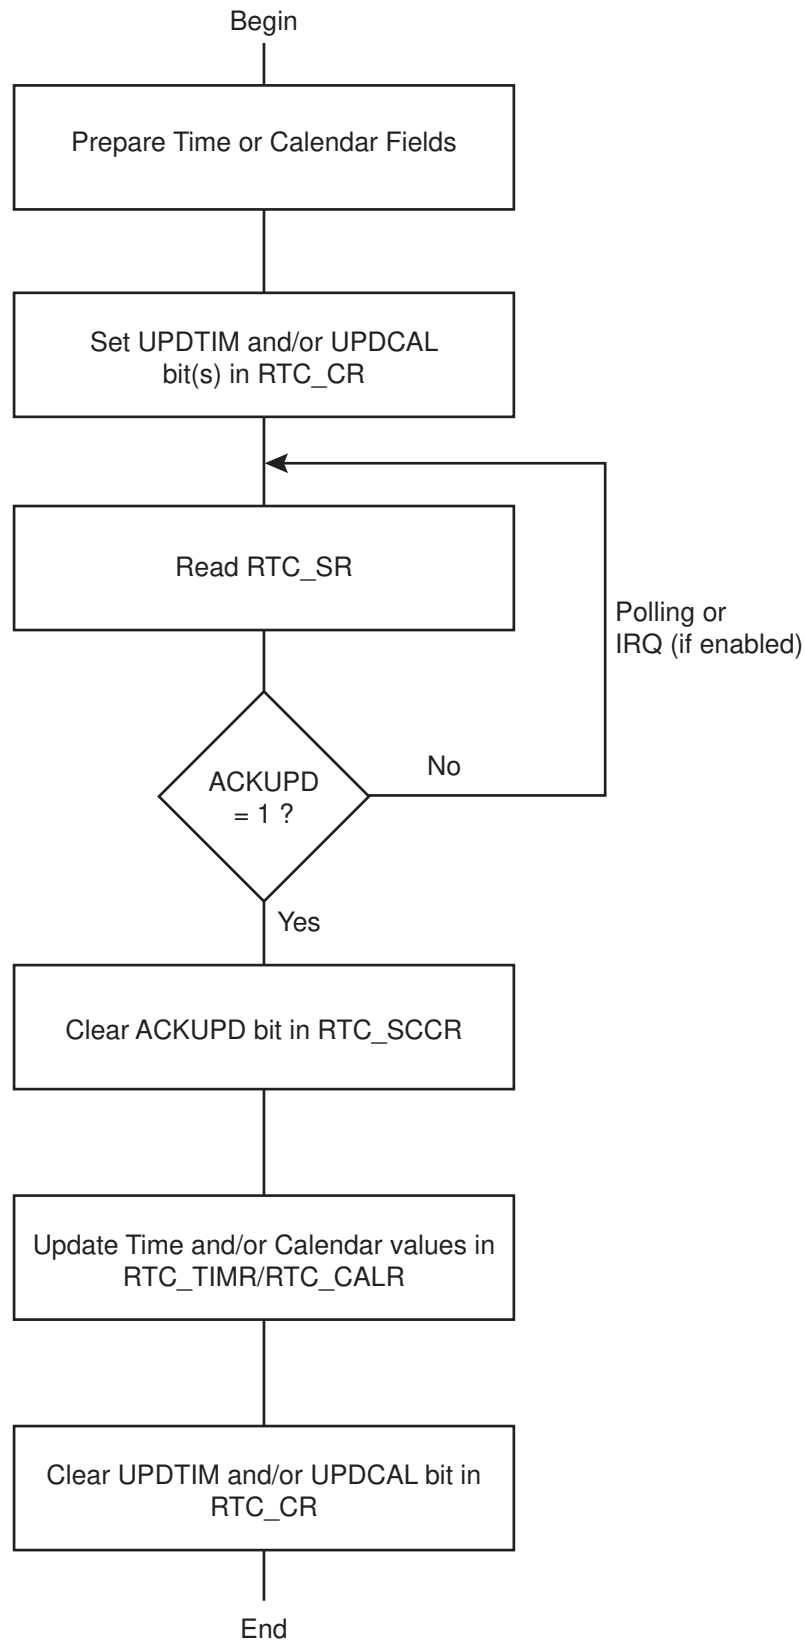 Begin
Prepare Time or Calendar Fields
Set UPDTIM and/or UPDCAL
bit(s) in RTC_CR
Read RTC_SR
Polling or
IRQ (if enabled)
No
ACKUPD
= 1 ?
Yes
Clear ACKUPD bit in RTC_SCCR
Update Time and/or Calendar values in
RTC_TIMR/RTC_CALR
Clear UPDTIM and/or UPDCAL bit in
RTC_CR
End